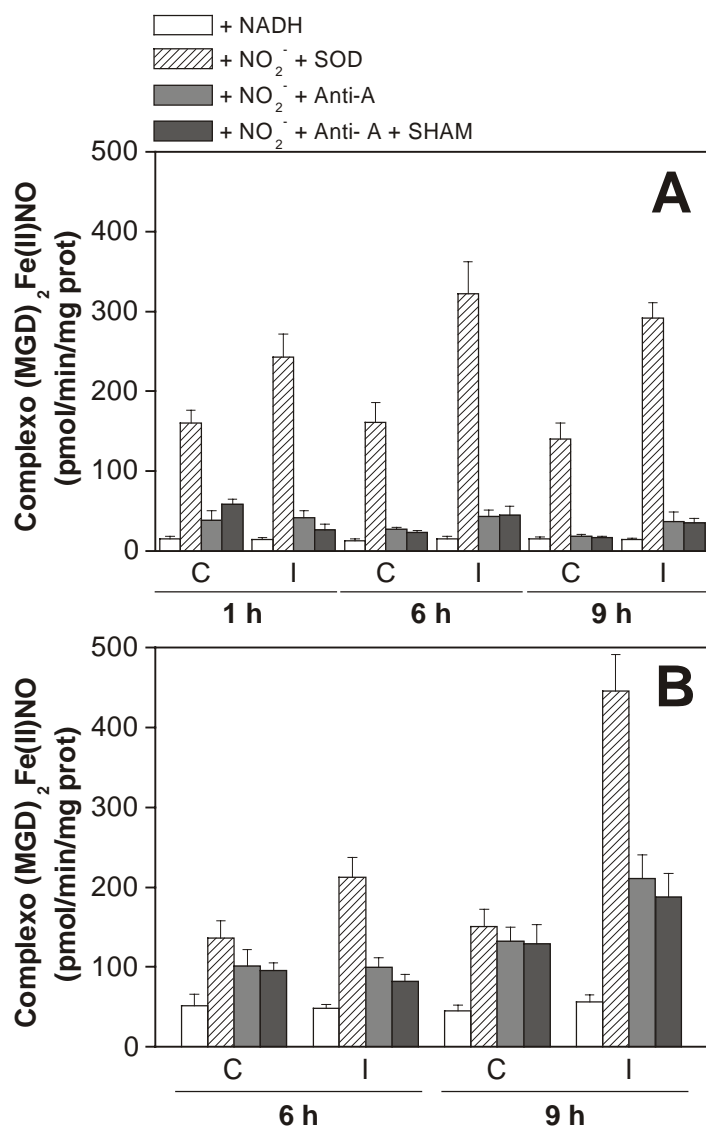 + NADH
+ NO₂⁻ + SOD
+ NO₂⁻ + Anti-A
+ NO₂⁻ + Anti- A + SHAM
A
Complexo (MGD)₂Fe(II)NO
(pmol/min/mg prot)
500
400
300
200
100
0
C I C I C I
1 h 6 h 9 h
B
Complexo (MGD)₂Fe(II)NO
(pmol/min/mg prot)
500
400
300
200
100
0
C I C I
6 h 9 h